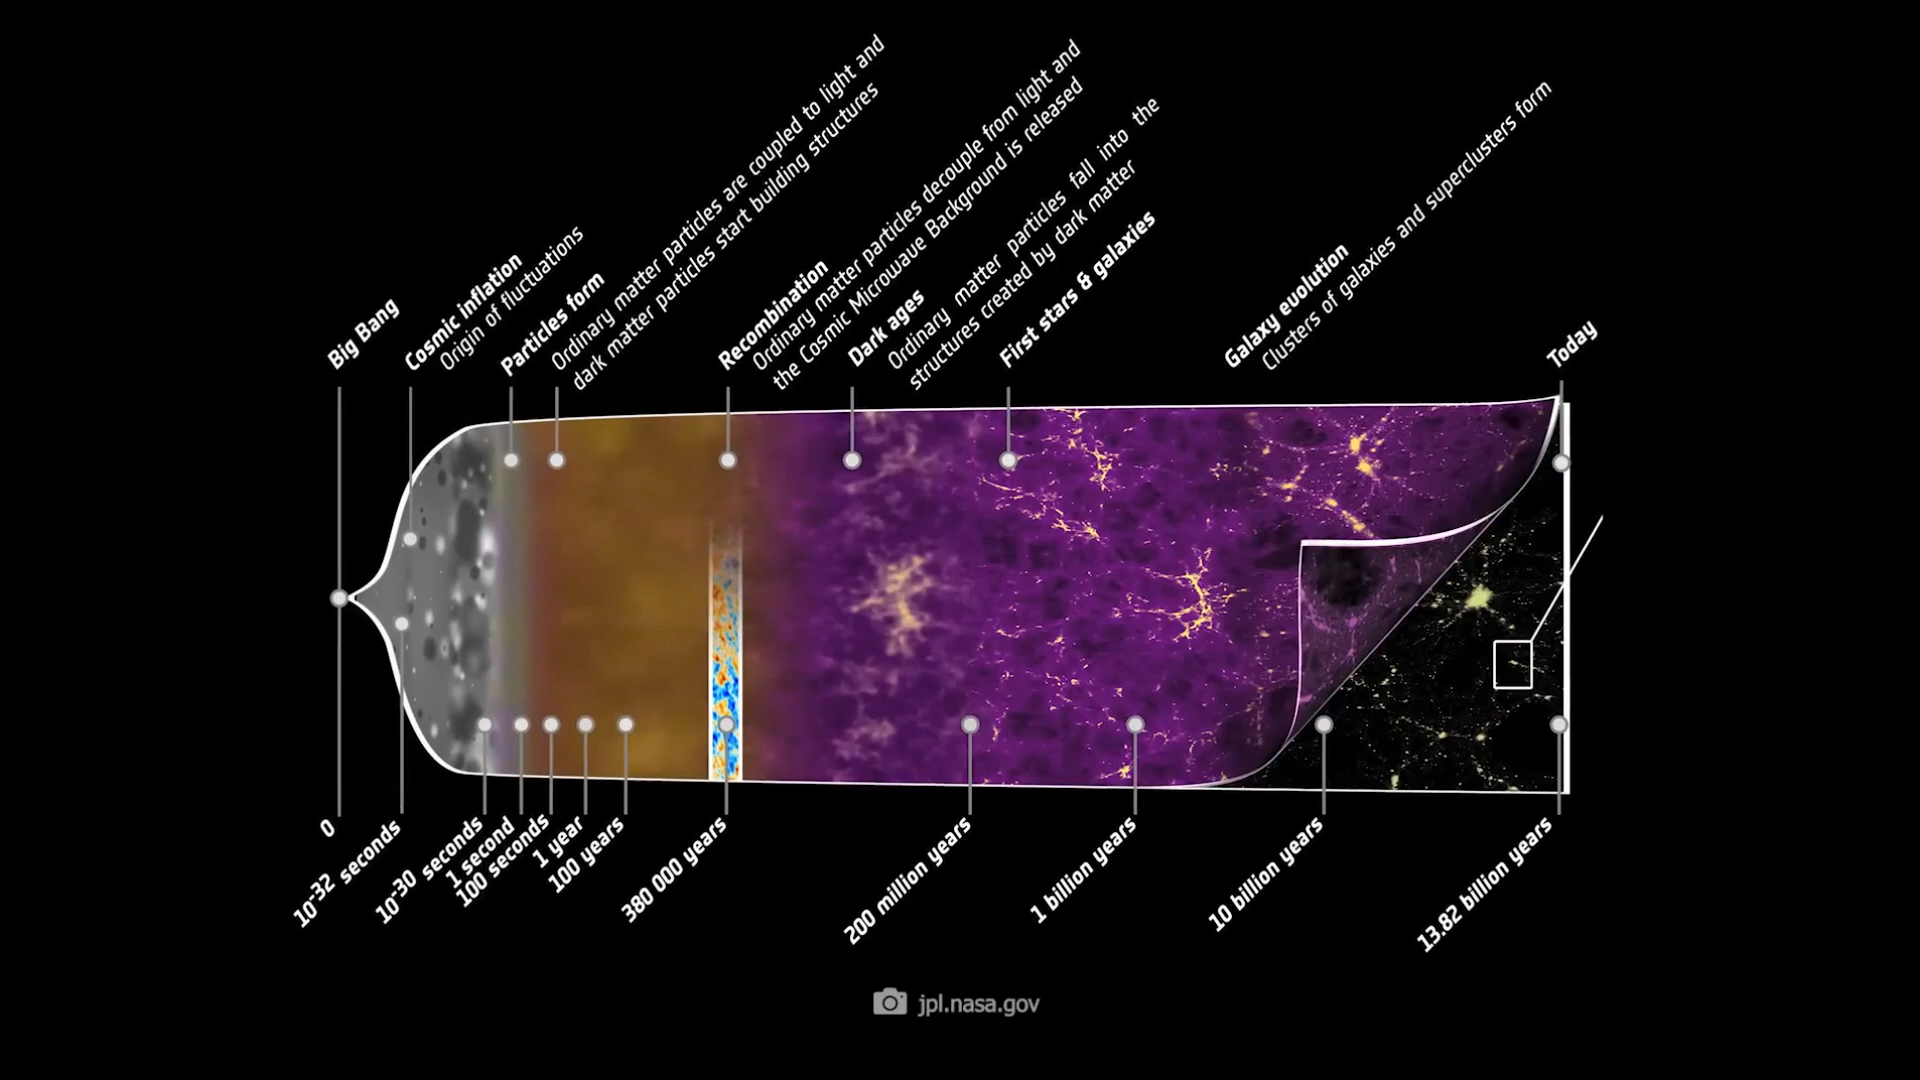 Big Bang
Cosmic inflation
Origin of fluctuations
Particles form
Ordinary matter particles are coupled to light and
dark matter particles start building structures
Recombination
Ordinary matter particles decouple from light and
the Cosmic Microwave Background is released
Dark ages
Ordinary matter particles fall into the
structures created by dark matter
First stars & galaxies
Galaxy evolution
Clusters of galaxies and superclusters form
Today
0
10-32 seconds
10-30 seconds
1 second
100 seconds
1 year
100 years
380 000 years
200 million years
1 billion years
10 billion years
13.82 billion years
jpl.nasa.gov